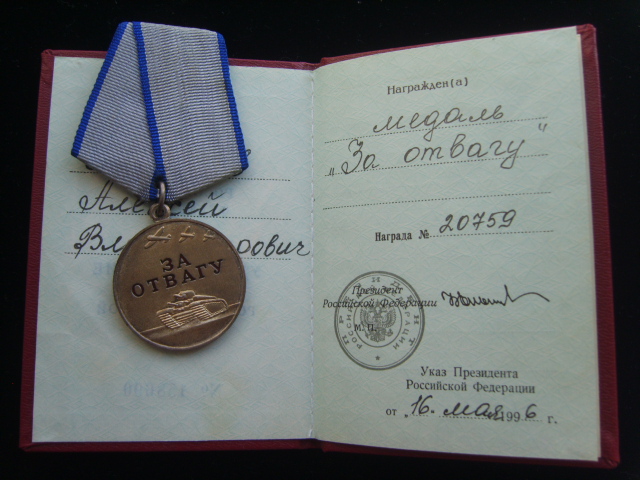 Алексей
ЗА
ОТВАГУ
Награжден(а)
медаль
„За отвагу"
Награда № 20759
Президент
Российской Федерации
М.П.
Указ Президента
Российской Федерации
от „16. мая 1996 г.